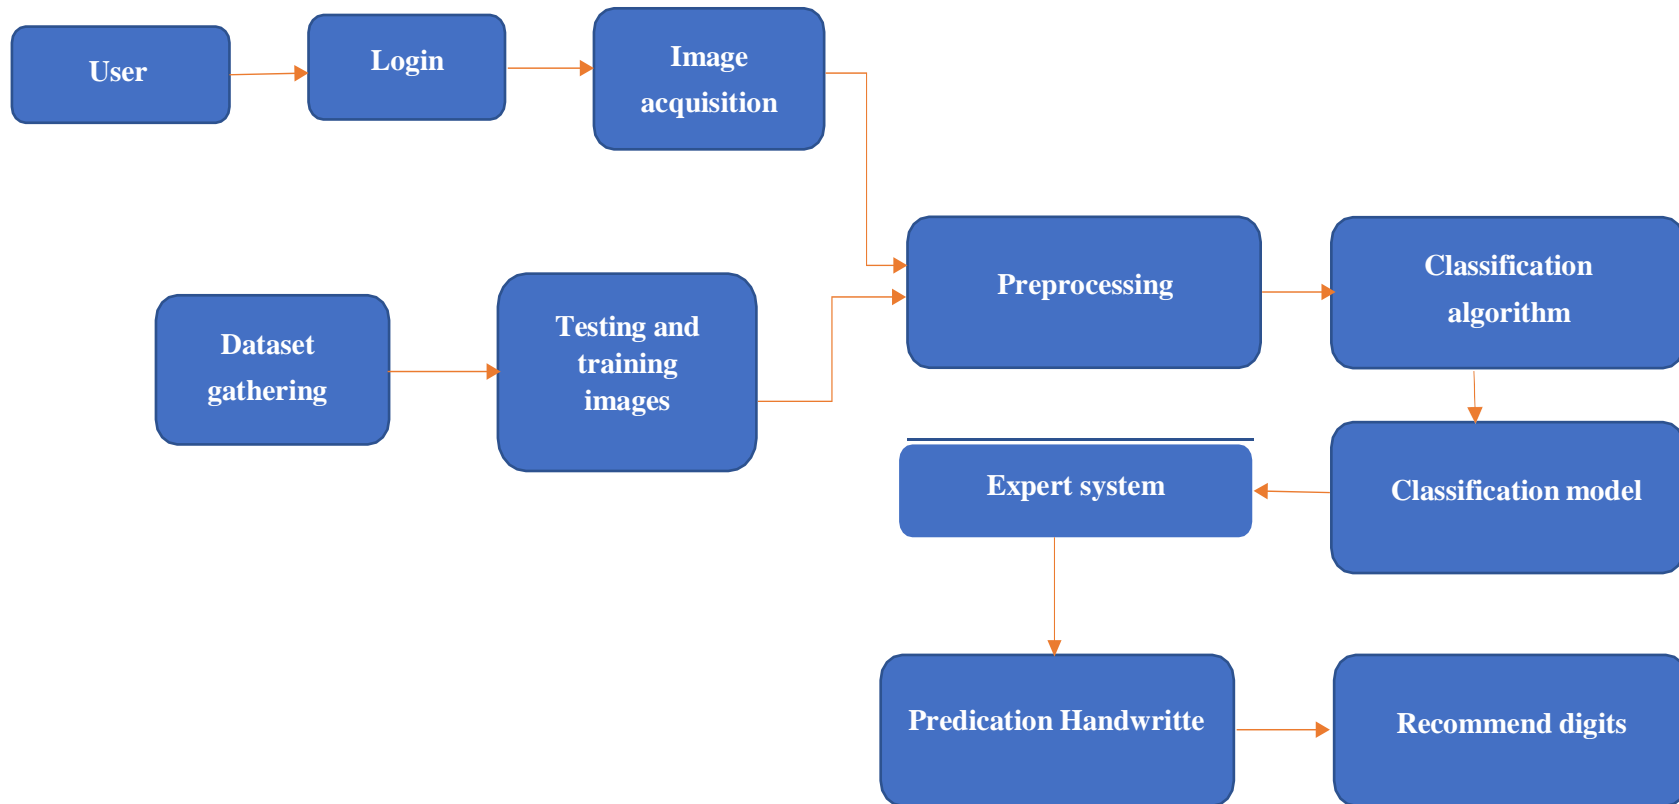 User
Login
Image
acquisition
Dataset
gathering
Testing and
training
images
Preprocessing
Classification
algorithm
Expert system
Classification model
Predication Handwritte
Recommend digits